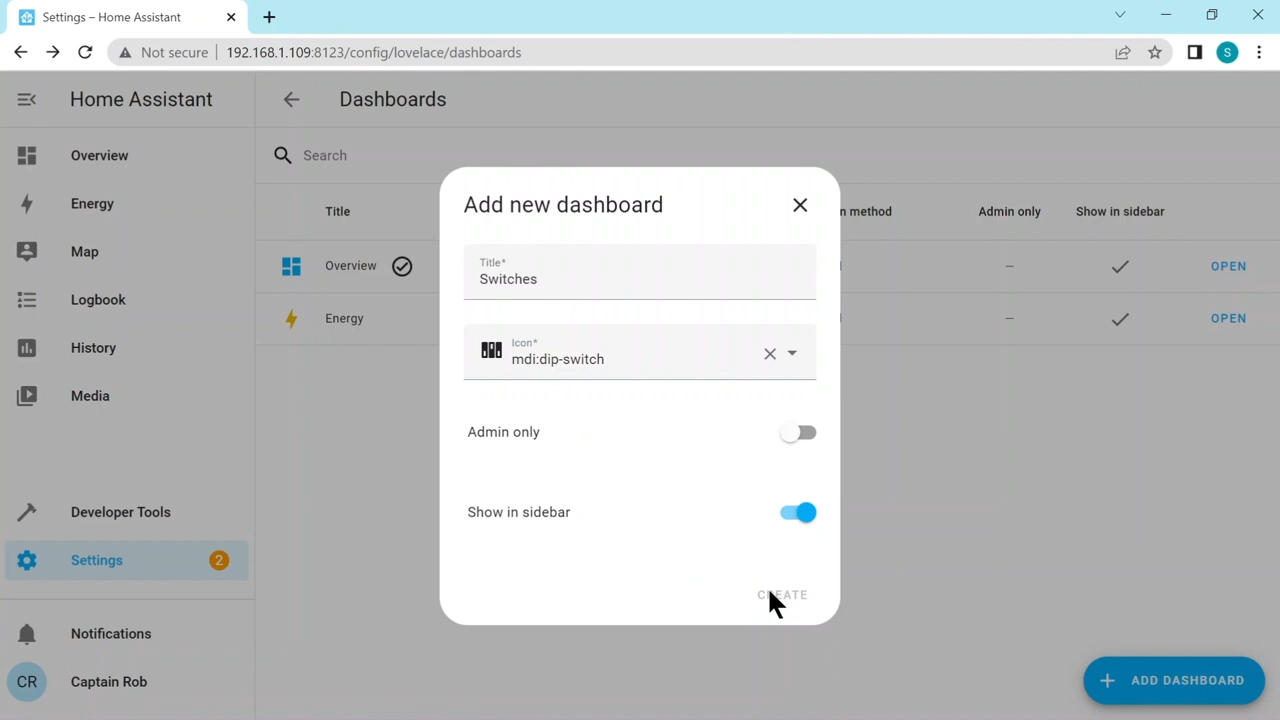 Settings – Home Assistant
Not secure
192.168.1.109:8123/config/lovelace/dashboards
S
Home Assistant
Dashboards
Overview
Energy
Map
Logbook
History
Media
Developer Tools
Settings
2
Notifications
CR
Captain Rob
Search
Title
n method
Admin only
Show in sidebar
Overview
–
OPEN
Energy
–
OPEN
Add new dashboard
Title*
Switches
Icon*
mdi:dip-switch
Admin only
Show in sidebar
CREATE
ADD DASHBOARD